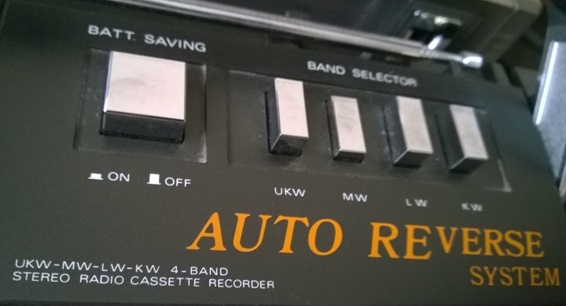 BATT. SAVING
BAND SELECTOR
ON OFF
UKW MW LW KW
AUTO REVERSE
SYSTEM
UKW-MW-LW-KW 4-BAND
STEREO RADIO CASSETTE RECORDER